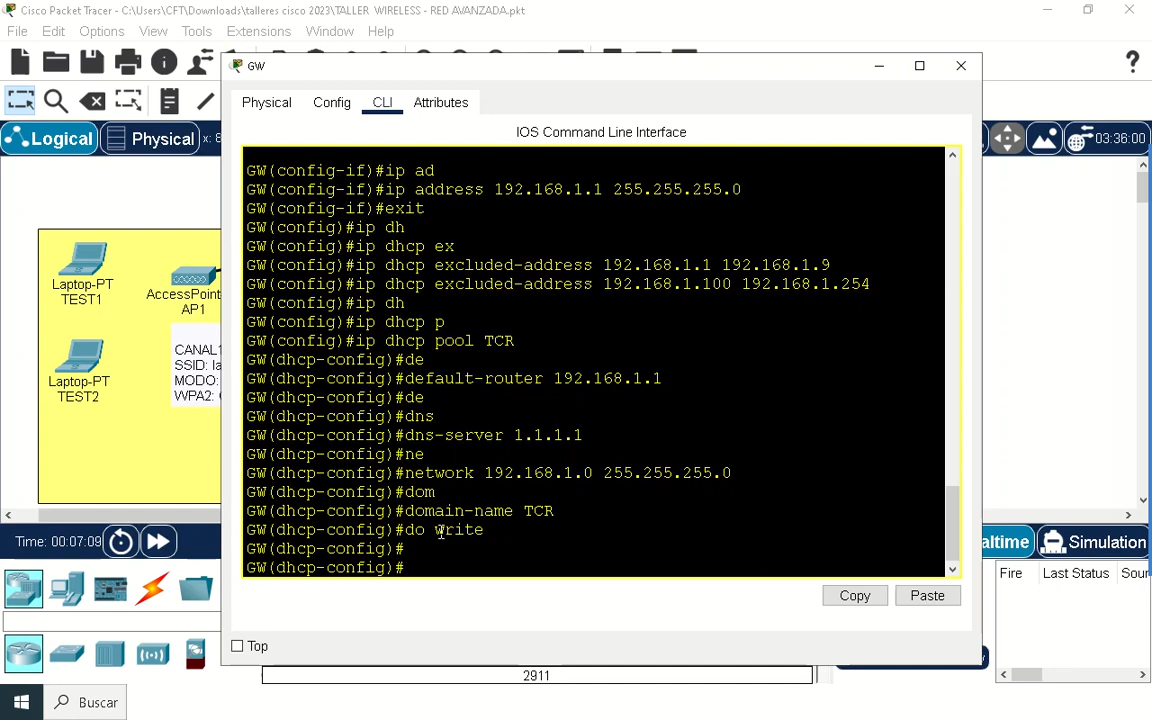 Cisco Packet Tracer - C:\Users\CFT\Downloads\talleres cisco 2023\TALLER WIRELESS - RED AVANZADA.pkt
File Edit Options View Tools Extensions Window Help
GW
Physical Config CLI Attributes
IOS Command Line Interface
Logical Physical x: 8
03:36:00
GW(config-if)#ip ad
GW(config-if)#ip address 192.168.1.1 255.255.255.0
GW(config-if)#exit
GW(config)#ip dh
GW(config)#ip dhcp ex
GW(config)#ip dhcp excluded-address 192.168.1.1 192.168.1.9
GW(config)#ip dhcp excluded-address 192.168.1.100 192.168.1.254
GW(config)#ip dh
GW(config)#ip dhcp p
GW(config)#ip dhcp pool TCR
GW(dhcp-config)#de
GW(dhcp-config)#default-router 192.168.1.1
GW(dhcp-config)#de
GW(dhcp-config)#dns
GW(dhcp-config)#dns-server 1.1.1.1
GW(dhcp-config)#ne
GW(dhcp-config)#network 192.168.1.0 255.255.255.0
GW(dhcp-config)#dom
GW(dhcp-config)#domain-name TCR
GW(dhcp-config)#do write
GW(dhcp-config)#
GW(dhcp-config)#
Copy Paste
Top
Laptop-PT
TEST1
AccessPoint
AP1
Laptop-PT
TEST2
CANAL1
SSID: la
MODO:
WPA2:
Time: 00:07:09
altime Simulation
Fire Last Status Sour
2911
Buscar